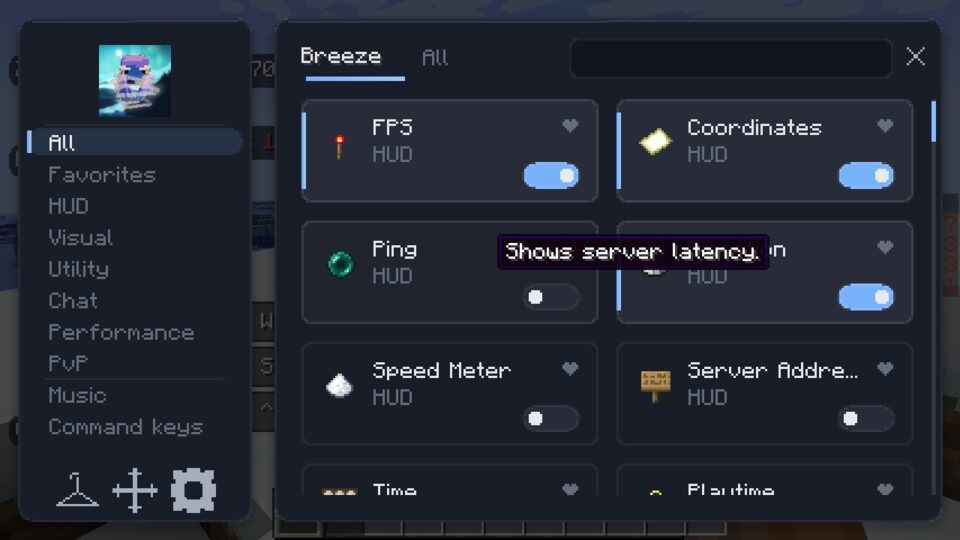 Breeze All
All
Favorites
HUD
Visual
Utility
Chat
Performance
PvP
Music
Command keys
FPS
HUD
Coordinates
HUD
Ping
HUD
Shows server latency.
HUD
Speed Meter
HUD
Server Addre...
HUD
Time
Playtime
70
W
S